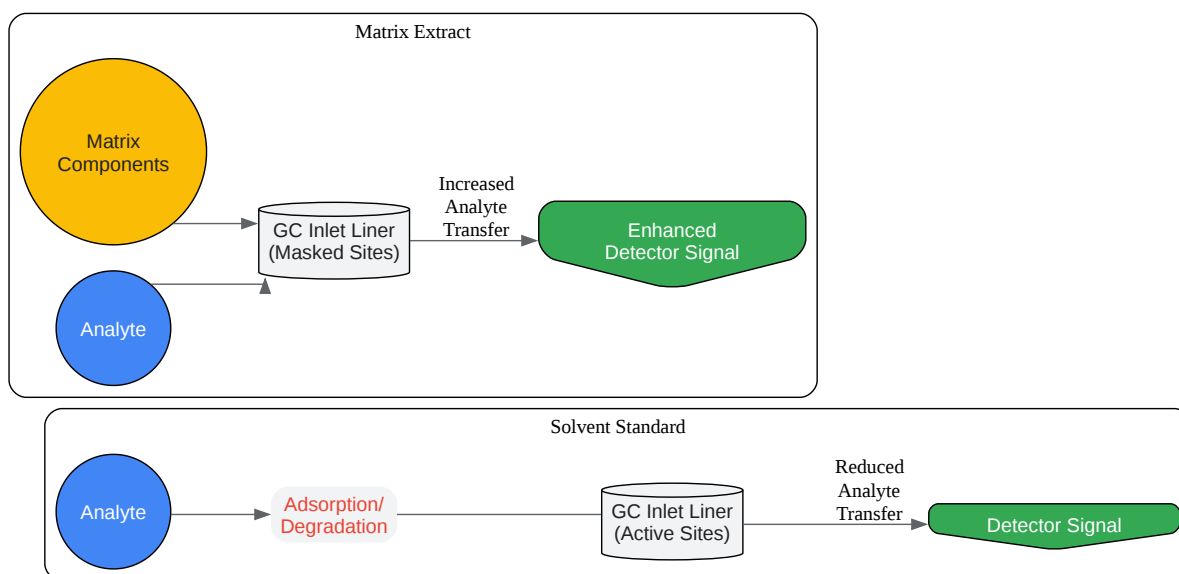 Matrix Extract
Matrix
Components
Increased
Analyte
Transfer
GC Inlet Liner
(Masked Sites)
Enhanced
Detector Signal
Analyte
Solvent Standard
Analyte
Adsorption/
Degradation
GC Inlet Liner
(Active Sites)
Reduced
Analyte
Transfer
Detector Signal